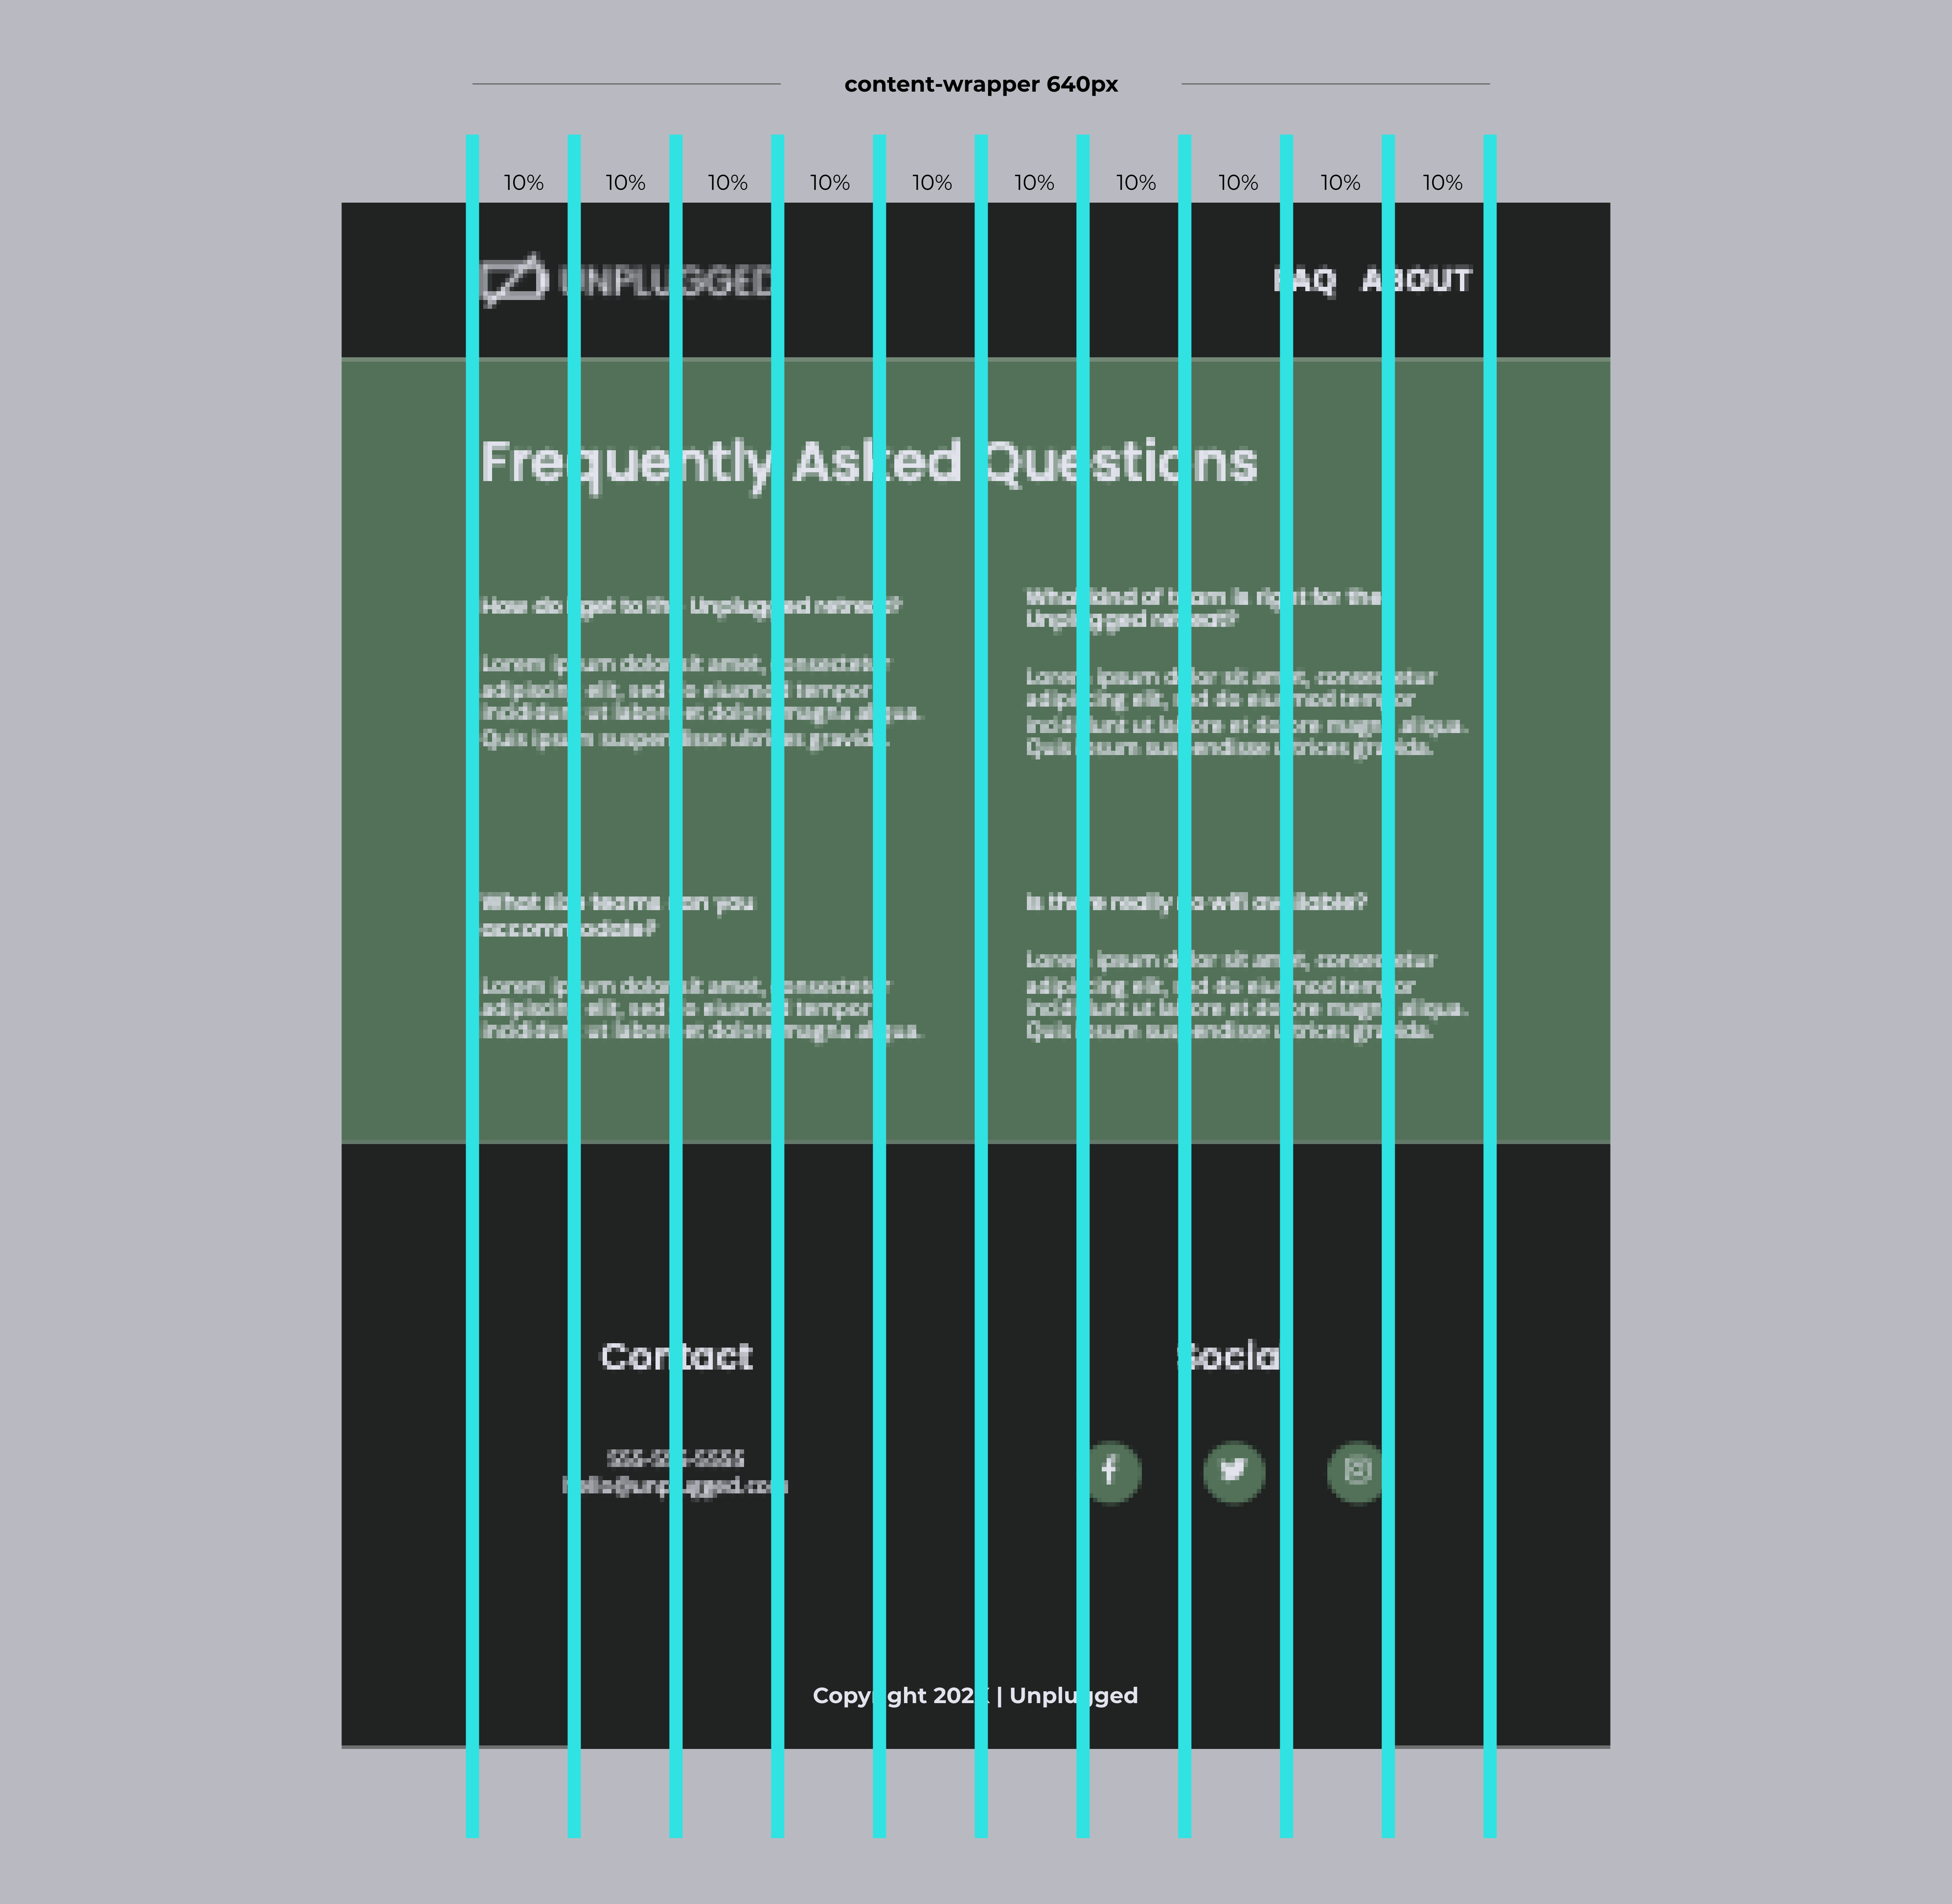 content-wrapper 640px
10% 10% 10% 10% 10% 10% 10% 10% 10% 10%
UNPLUGGED
FAQ ABOUT
Frequently Asked Questions
How do I get to the Unplugged retreat?
Lorem ipsum dolor sit amet, consectetur
adipiscing elit, sed do eiusmod tempor
incididunt ut labore et dolore magna aliqua.
Quis ipsum suspendisse ultrices gravida.
What kind of team is right for the
Unplugged retreat?
Lorem ipsum dolor sit amet, consectetur
adipiscing elit, sed do eiusmod tempor
incididunt ut labore et dolore magna aliqua.
Quis ipsum suspendisse ultrices gravida.
What size teams can you
accommodate?
Lorem ipsum dolor sit amet, consectetur
adipiscing elit, sed do eiusmod tempor
incididunt ut labore et dolore magna aliqua.
Is there really no wifi available?
Lorem ipsum dolor sit amet, consectetur
adipiscing elit, sed do eiusmod tempor
incididunt ut labore et dolore magna aliqua.
Quis ipsum suspendisse ultrices gravida.
Contact
555-555-5555
hello@unplugged.com
Social
Copyright 202X | Unplugged